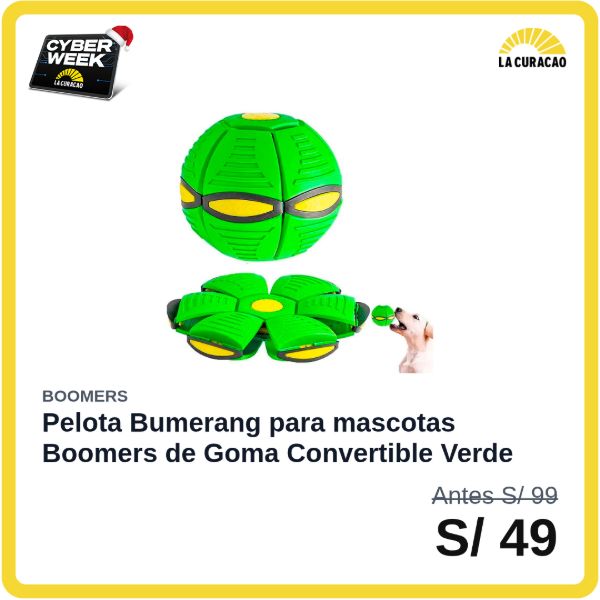 CYBER
WEEK
LA CURACAO
LA CURACAO
BOOMERS
Pelota Bumerang para mascotas
Boomers de Goma Convertible Verde
Antes S/ 99
S/ 49